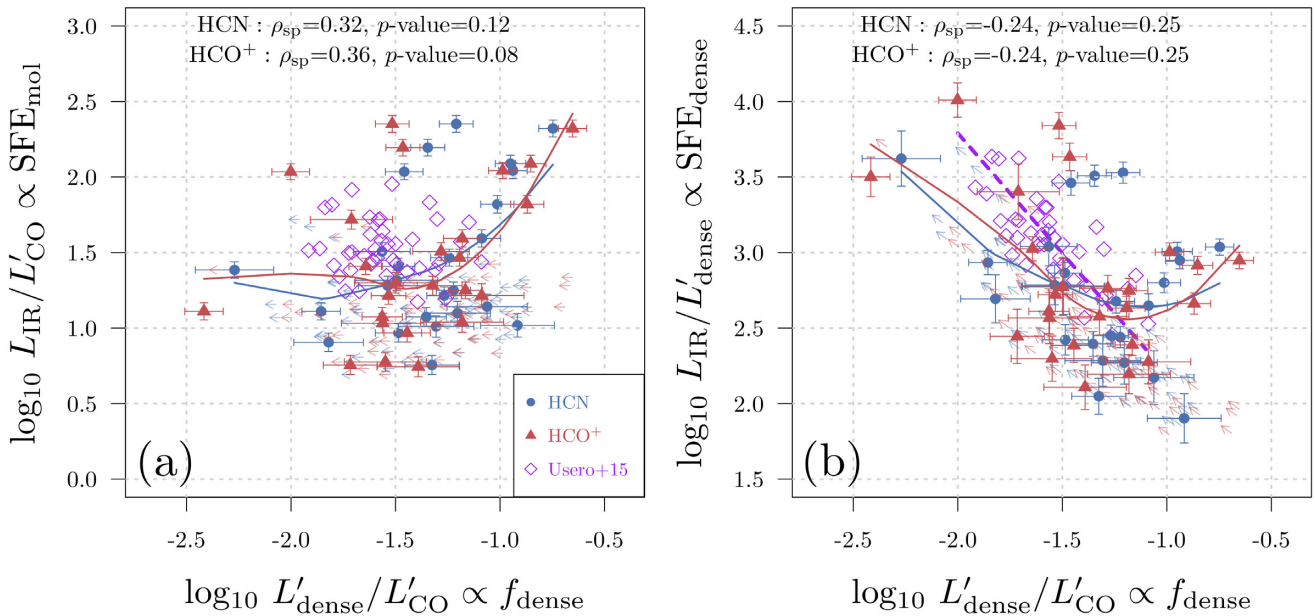 HCN : ρsp=0.32, p-value=0.12
HCO+ : ρsp=0.36, p-value=0.08
log10 LIR/L′CO ∝ SFEmol
3.0
2.5
2.0
1.5
1.0
0.5
0.0
(a)
HCN
HCO+
Usero+15
-2.5 -2.0 -1.5 -1.0 -0.5
log10 L′dense/L′CO ∝ fdense
HCN : ρsp=-0.24, p-value=0.25
HCO+ : ρsp=-0.24, p-value=0.25
log10 LIR/L′dense ∝ SFEdense
4.5
4.0
3.5
3.0
2.5
2.0
1.5
(b)
-2.5 -2.0 -1.5 -1.0 -0.5
log10 L′dense/L′CO ∝ fdense